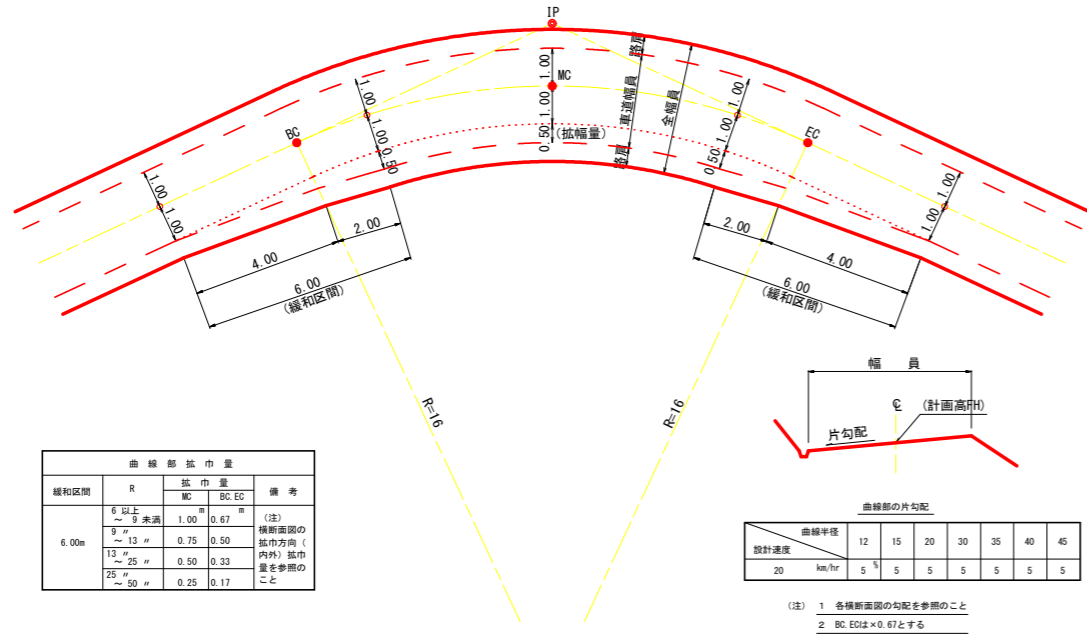 IP
路肩
1.00
MC
1.00
0.50
(拡幅量)
車道幅員
路肩
全幅員
BC
1.00
1.00
0.50
EC
1.00
1.00
0.50
1.00
1.00
1.00
1.00
4.00
2.00
6.00
(緩和区間)
2.00
4.00
6.00
(緩和区間)
R=16
R=16
幅 員
℄ (計画高FH)
片勾配
曲 線 部 拡 巾 量
緩和区間 R 拡 巾 量 備 考
MC BC.EC
6.00m
6 以上 ~ 9 未満 1.00 m 0.67 m
9 〃 ~ 13 〃 0.75 0.50
13 〃 ~ 25 〃 0.50 0.33
25 〃 ~ 50 〃 0.25 0.17
(注)
横断面図の
拡巾方向(
内外)拡巾
量を参照の
こと
曲線部の片勾配
曲線半径 12 15 20 30 35 40 45
設計速度
20 km/hr 5 % 5 5 5 5 5 5
(注) 1 各横断面図の勾配を参照のこと
2 BC.ECは×0.67とする